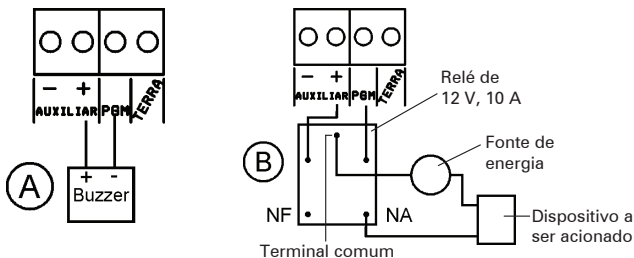 − +
AUXILIAR PGM TERRA
+ -
Buzzer
A
− +
AUXILIAR PGM TERRA
Relé de
12 V, 10 A
B
Fonte de
energia
NF NA
Dispositivo a
ser acionado
Terminal comum